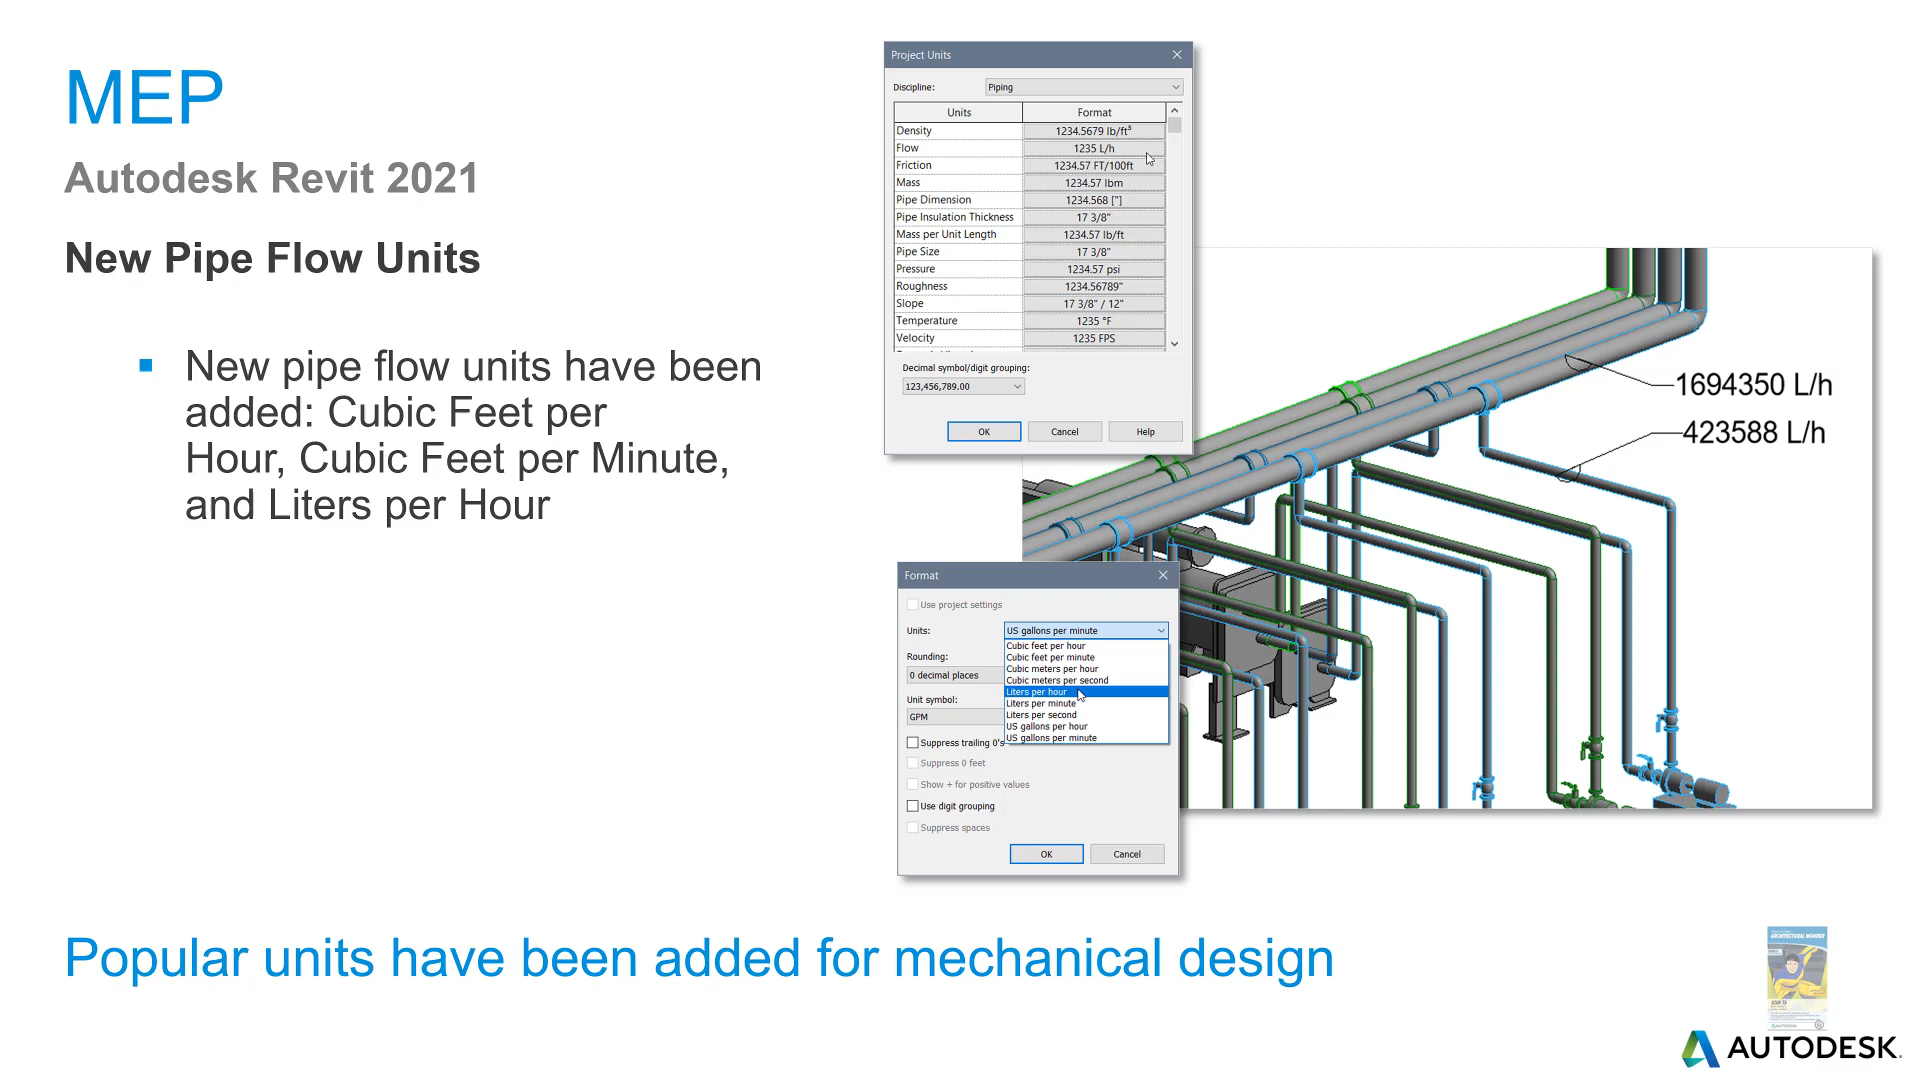 MEP
Autodesk Revit 2021
New Pipe Flow Units
New pipe flow units have been
added: Cubic Feet per
Hour, Cubic Feet per Minute,
and Liters per Hour
Project Units
Discipline: Piping
Units Format
Density 1234.5679 lb/ft³
Flow 1235 L/h
Friction 1234.57 FT/100ft
Mass 1234.57 lbm
Pipe Dimension 1234.568 ["]
Pipe Insulation Thickness 17 3/8"
Mass per Unit Length 1234.57 lb/ft
Pipe Size 17 3/8"
Pressure 1234.57 psi
Roughness 1234.56789"
Slope 17 3/8" / 12"
Temperature 1235 °F
Velocity 1235 FPS
Decimal symbol/digit grouping:
123,456,789.00
OK Cancel Help
1694350 L/h
423588 L/h
Format
Use project settings
Units: US gallons per minute
Cubic feet per hour
Cubic feet per minute
Cubic meters per hour
Cubic meters per second
Liters per hour
Liters per minute
Liters per second
US gallons per hour
US gallons per minute
Rounding:
0 decimal places
Unit symbol:
GPM
Suppress trailing 0's
Suppress 0 feet
Show + for positive values
Use digit grouping
Suppress spaces
OK Cancel
Popular units have been added for mechanical design
ARCHITECTURAL WONDER
AUTODESK
AUTODESK.